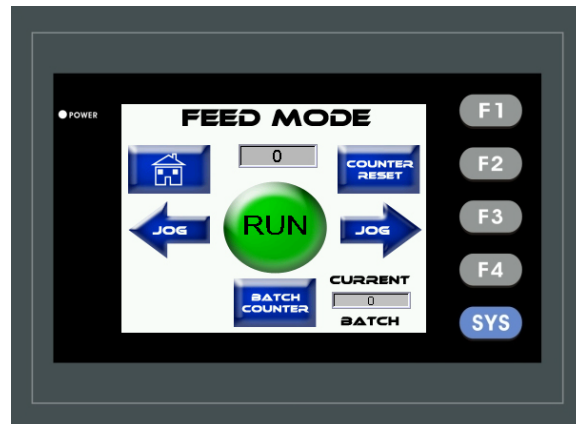 POWER
FEED MODE
0
COUNTER
RESET
JOG
RUN
JOG
BATCH
COUNTER
CURRENT
0
BATCH
F1
F2
F3
F4
SYS